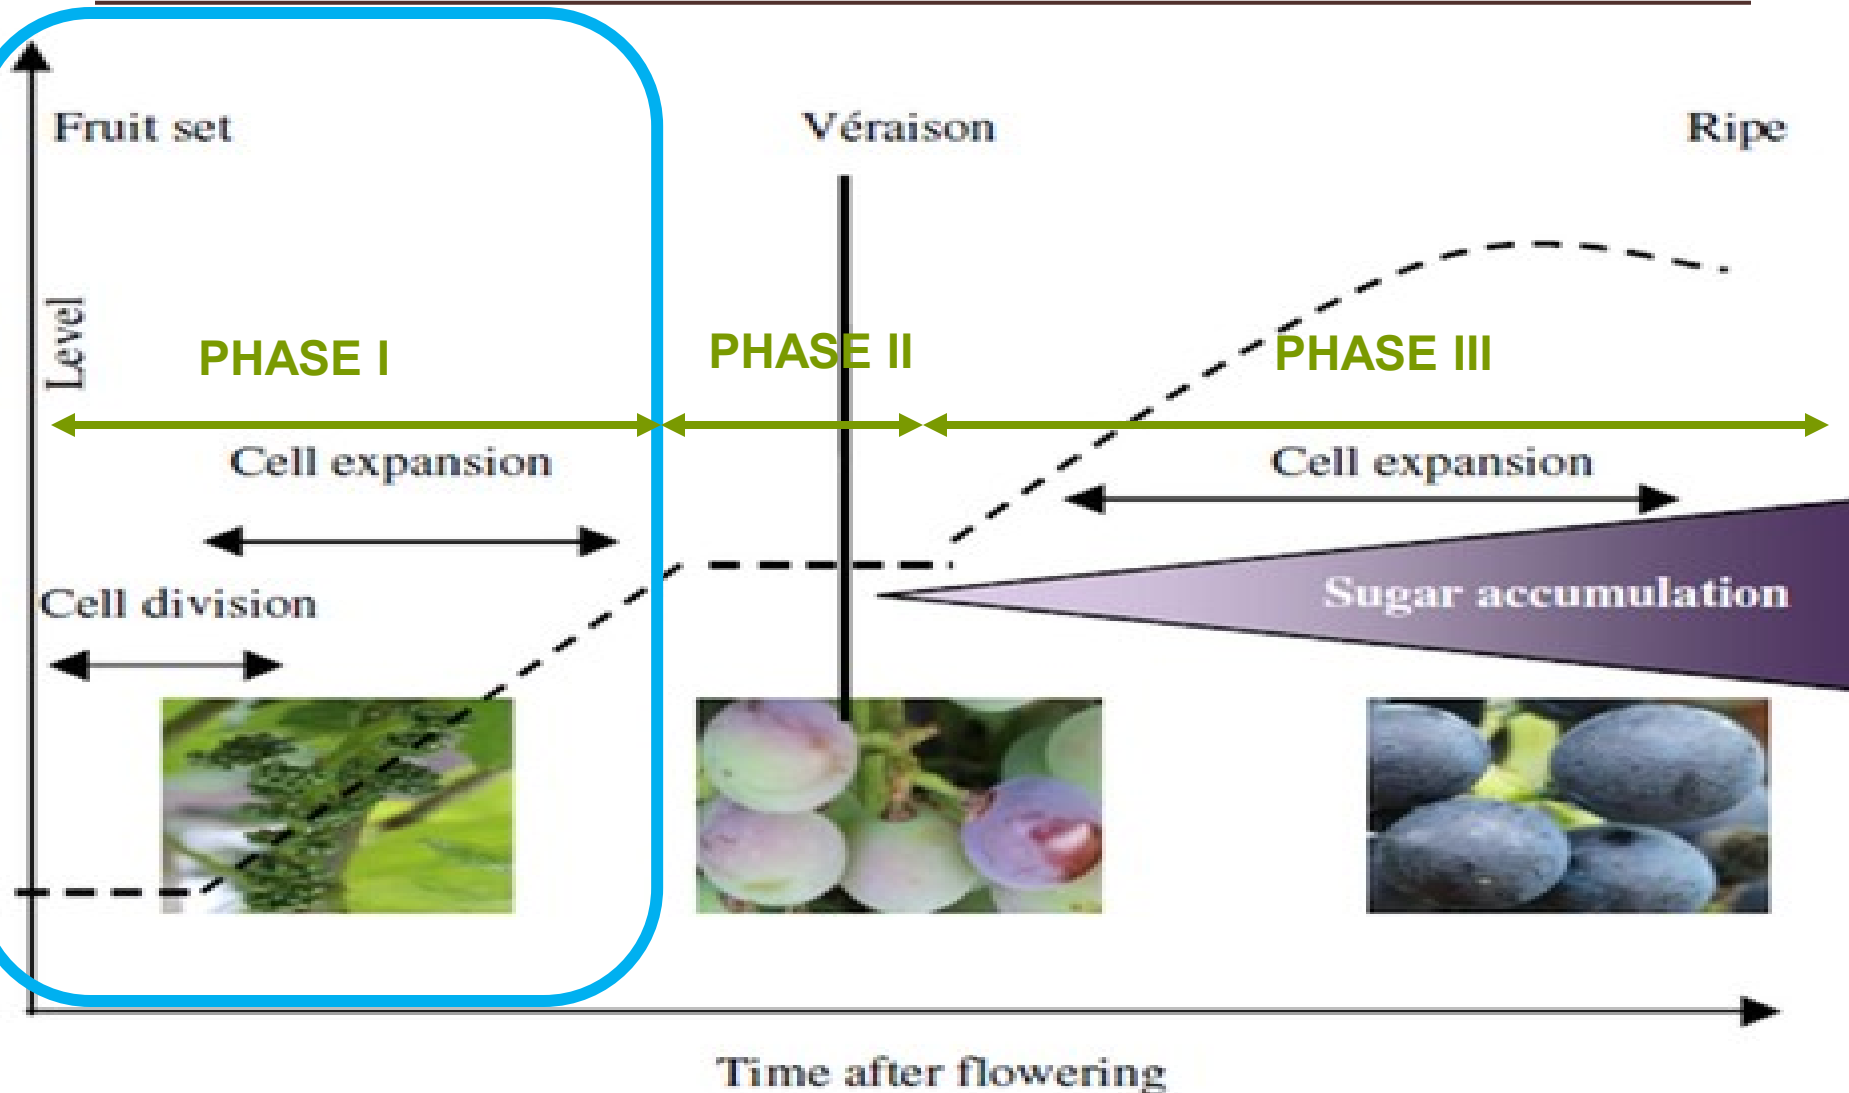 Fruit set
Véraison
Ripe
Level
PHASE I
PHASE II
PHASE III
Cell expansion
Cell expansion
Cell division
Sugar accumulation
Time after flowering